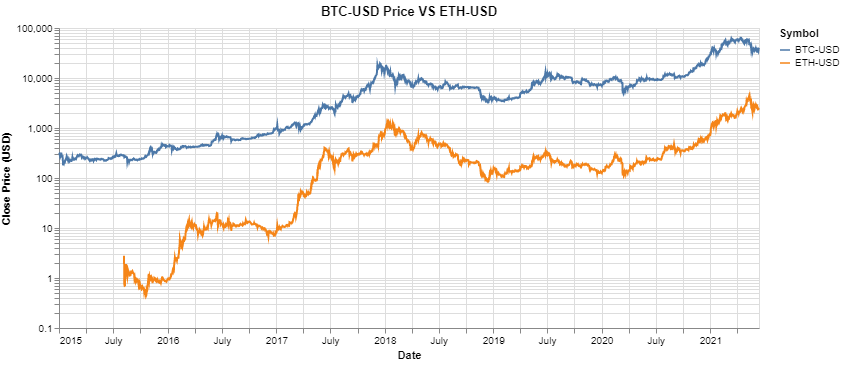 BTC-USD Price VS ETH-USD
Symbol
BTC-USD
ETH-USD
Close Price (USD)
100,000
10,000
1,000
100
10
1
0.1
2015 July 2016 July 2017 July 2018 July 2019 July 2020 July 2021
Date